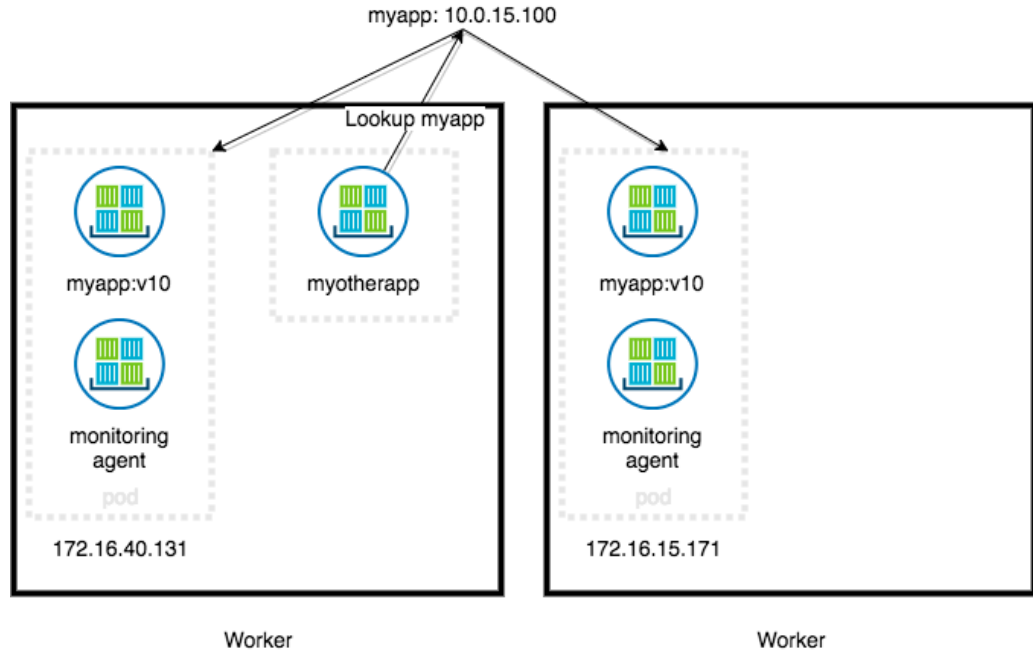 myapp: 10.0.15.100
Lookup myapp
myapp:v10
myotherapp
monitoring
agent
pod
172.16.40.131
Worker
myapp:v10
monitoring
agent
pod
172.16.15.171
Worker